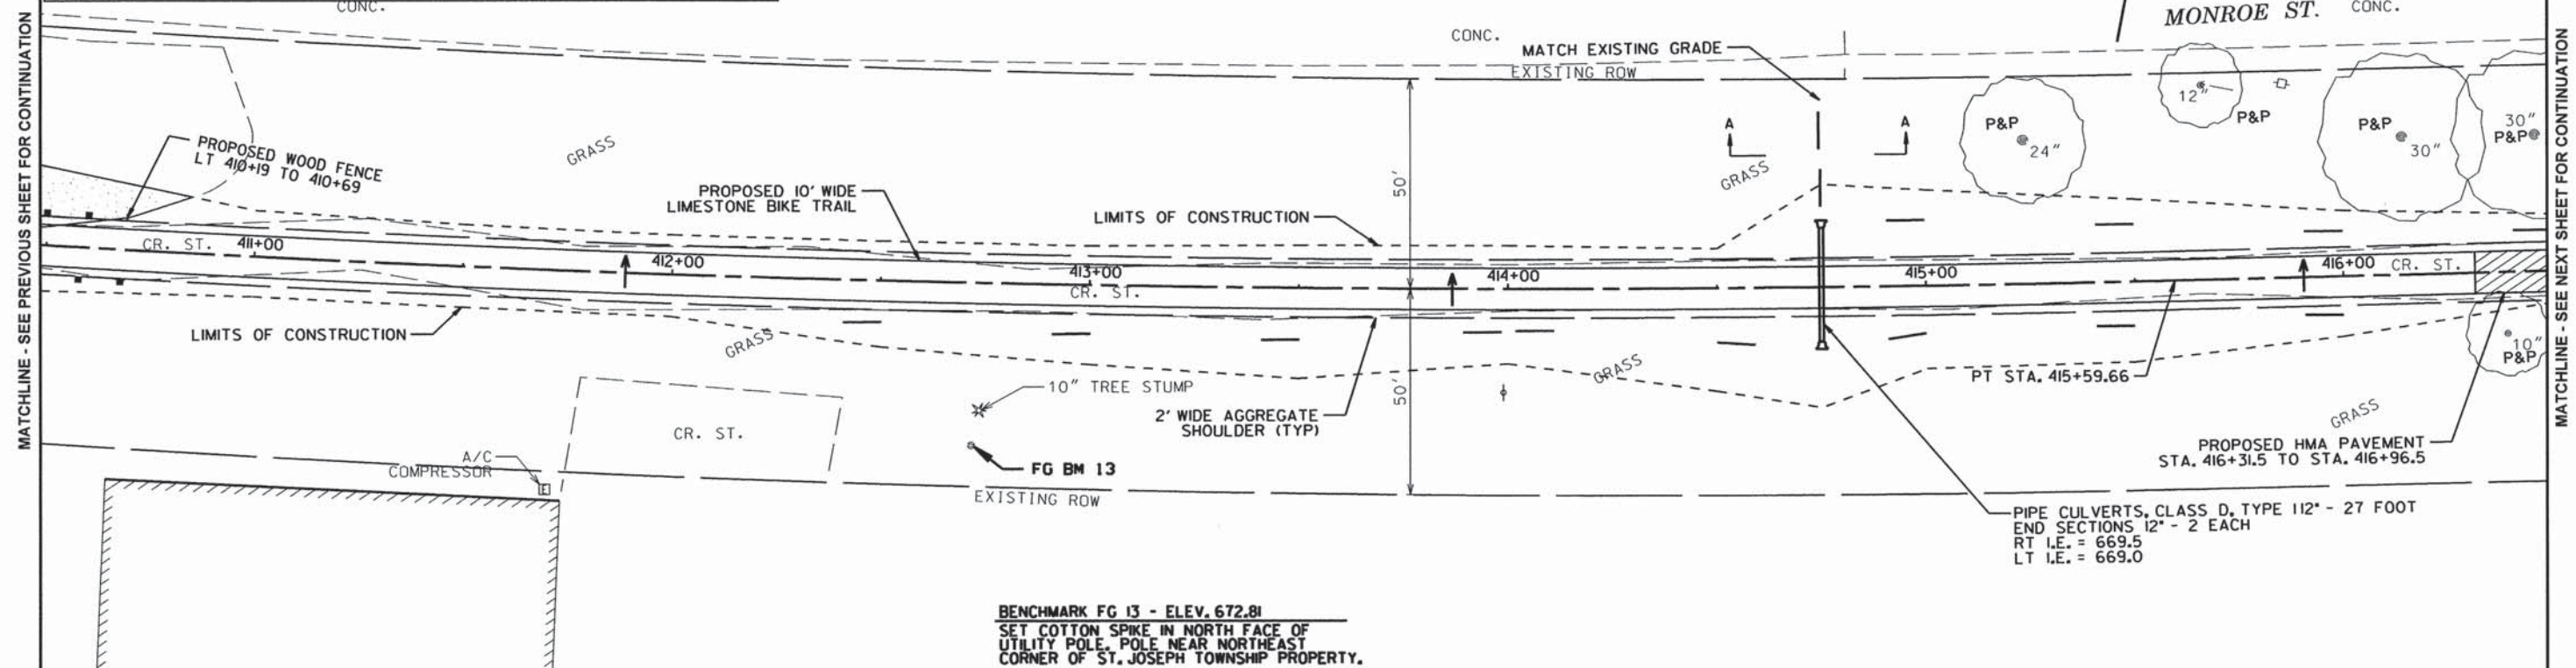 CONC.
MONROE ST.
CONC.
CONC.
MATCH EXISTING GRADE
EXISTING ROW
MATCHLINE - SEE PREVIOUS SHEET FOR CONTINUATION
MATCHLINE - SEE NEXT SHEET FOR CONTINUATION
12"
P&P
P&P
24"
P&P
30"
30"
P&P
A
A
GRASS
GRASS
PROPOSED WOOD FENCE
LT 410+19 TO 410+69
PROPOSED 10' WIDE
LIMESTONE BIKE TRAIL
50'
LIMITS OF CONSTRUCTION
CR. ST.
411+00
412+00
413+00
CR. ST.
414+00
415+00
416+00
CR. ST.
LIMITS OF CONSTRUCTION
GRASS
GRASS
10"
P&P
PT STA. 415+59.66
10" TREE STUMP
50'
2' WIDE AGGREGATE
SHOULDER (TYP)
GRASS
CR. ST.
PROPOSED HMA PAVEMENT
STA. 416+31.5 TO STA. 416+96.5
A/C
COMPRESSOR
E
FG BM 13
EXISTING ROW
PIPE CULVERTS, CLASS D, TYPE 1 12" - 27 FOOT
END SECTIONS 12" - 2 EACH
RT I.E. = 669.5
LT I.E. = 669.0
BENCHMARK FG 13 - ELEV. 672.81
SET COTTON SPIKE IN NORTH FACE OF
UTILITY POLE. POLE NEAR NORTHEAST
CORNER OF ST. JOSEPH TOWNSHIP PROPERTY.